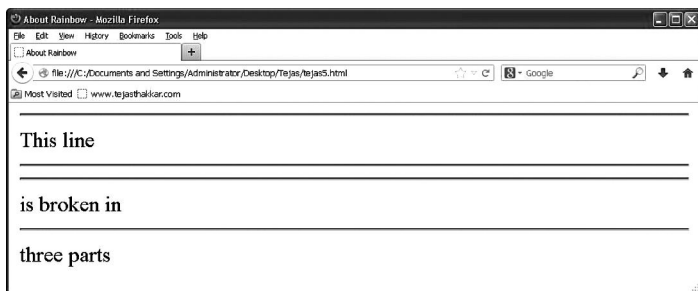 About Rainbow - Mozilla Firefox
File Edit View History Bookmarks Tools Help
About Rainbow +
file:///C:/Documents and Settings/Administrator/Desktop/Tejas/tejas5.html Google
Most Visited www.tejasthakkar.com
This line
is broken in
three parts